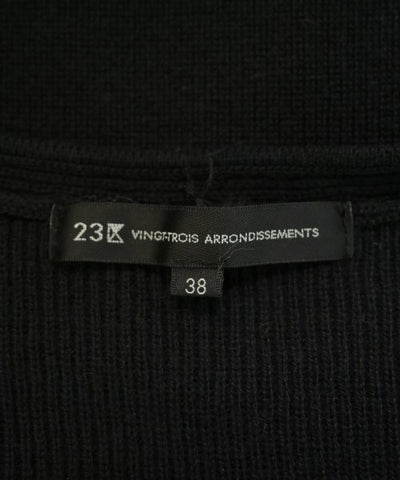 23区 VINGT-TROIS ARRONDISSEMENTS
38